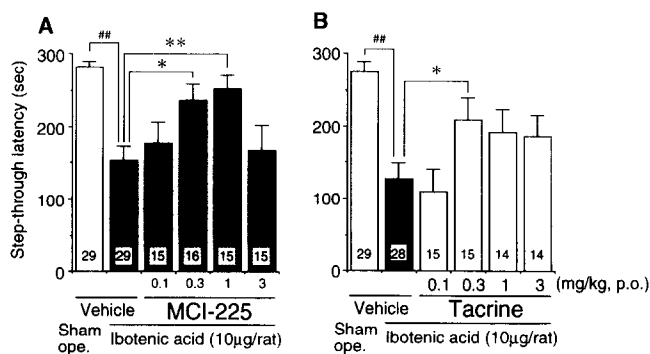 A
B
##
**
*
##
*
Step-through latency (sec)
300
200
100
0
300
200
100
0
29
29
15
16
15
15
29
28
15
15
14
14
0.1 0.3 1 3
0.1 0.3 1 3 (mg/kg, p.o.)
Vehicle MCI-225
Vehicle Tacrine
Sham ope. Ibotenic acid (10μg/rat)
Sham ope. Ibotenic acid (10μg/rat)